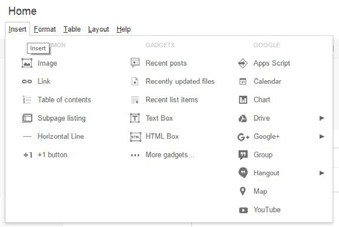 Home
Insert Format Table Layout Help
Insert
MON GADGETS GOOGLE
Image Recent posts Apps Script
Link Recently updated files Calendar
Table of contents Recent list items Chart
Subpage listing Text Box Drive
Horizontal Line HTML Box Google+
+1 +1 button More gadgets... Group
Hangout
Map
YouTube